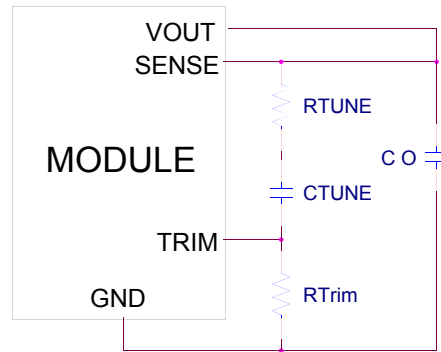 VOUT
SENSE
RTUNE
MODULE
C O
CTUNE
TRIM
GND
RTrim